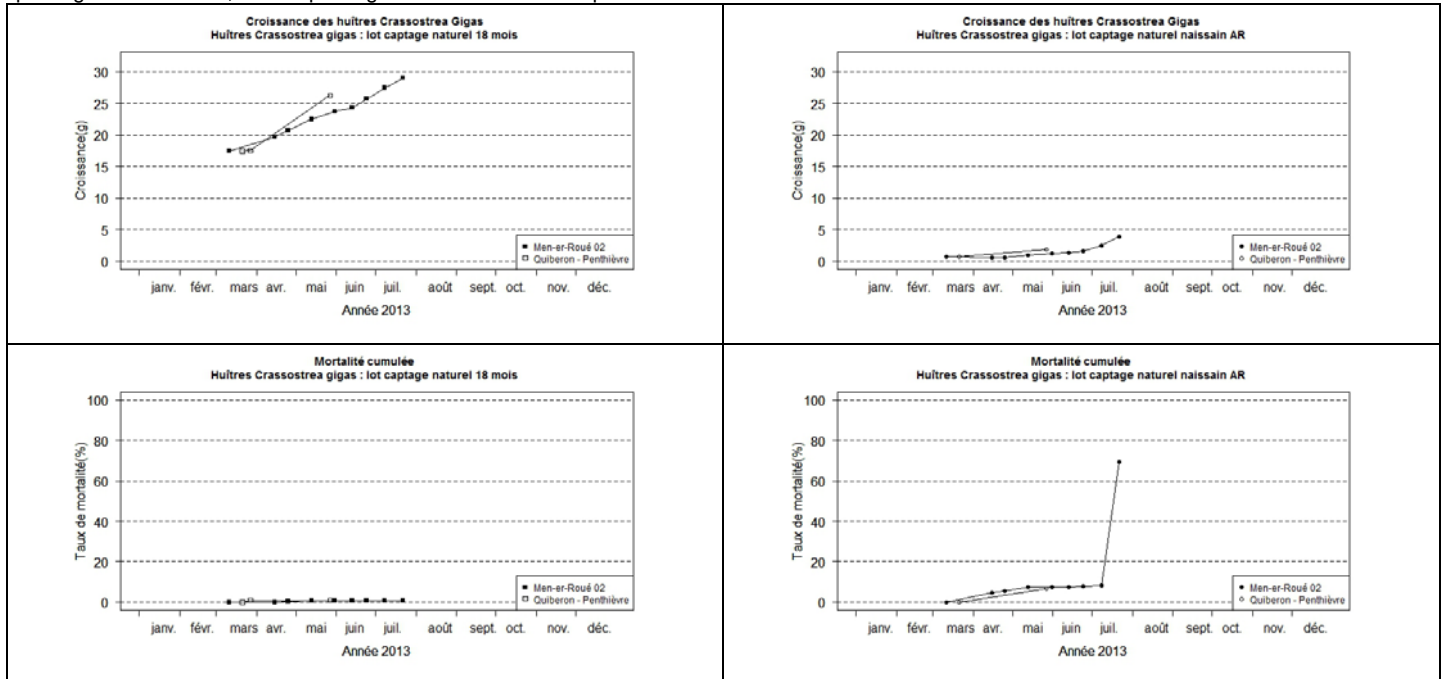 Croissance des huîtres Crassostrea Gigas
Huîtres Crassostrea gigas : lot captage naturel 18 mois
30
25
20
15
10
5
0
Croissance(g)
Men-er-Roué 02
Quiberon - Penthièvre
janv. févr. mars avr. mai juin juil. août sept. oct. nov. déc.
Année 2013
Croissance des huîtres Crassostrea Gigas
Huîtres Crassostrea gigas : lot captage naturel naissain AR
30
25
20
15
10
5
0
Croissance(g)
Men-er-Roué 02
Quiberon - Penthièvre
janv. févr. mars avr. mai juin juil. août sept. oct. nov. déc.
Année 2013
Mortalité cumulée
Huîtres Crassostrea gigas : lot captage naturel 18 mois
100
80
60
40
20
0
Taux de mortalité(%)
Men-er-Roué 02
Quiberon - Penthièvre
janv. févr. mars avr. mai juin juil. août sept. oct. nov. déc.
Année 2013
Mortalité cumulée
Huîtres Crassostrea gigas : lot captage naturel naissain AR
100
80
60
40
20
0
Taux de mortalité(%)
Men-er-Roué 02
Quiberon - Penthièvre
janv. févr. mars avr. mai juin juil. août sept. oct. nov. déc.
Année 2013